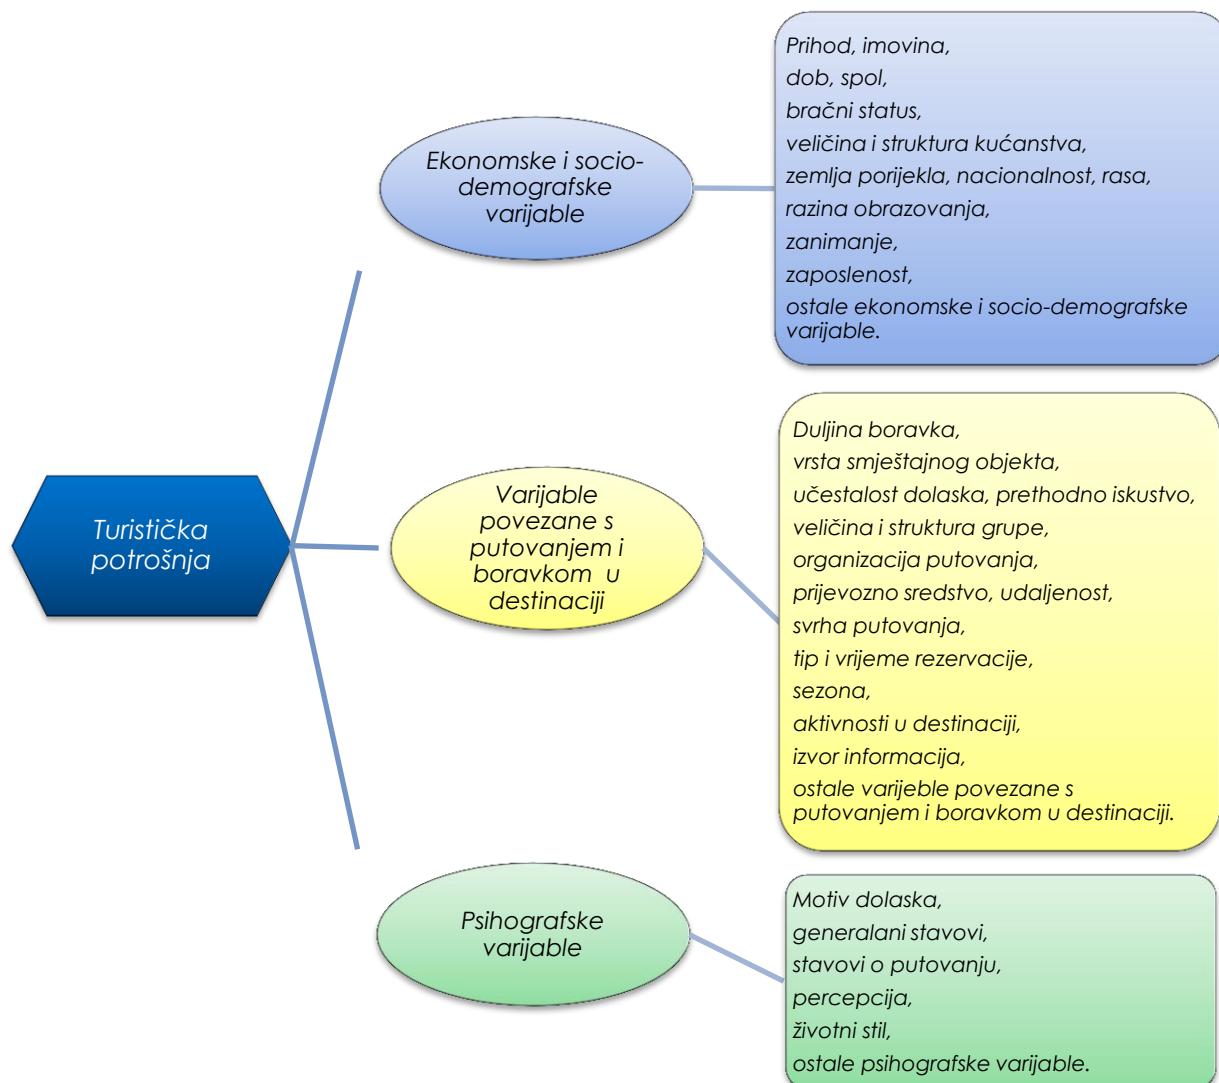 Turistička
potrošnja
Ekonomske i socio-
demografske
varijable
Prihod, imovina,
dob, spol,
bračni status,
veličina i struktura kućanstva,
zemlja porijekla, nacionalnost, rasa,
razina obrazovanja,
zanimanje,
zaposlenost,
ostale ekonomske i socio-demografske
varijable.
Varijable
povezane s
putovanjem i
boravkom u
destinaciji
Duljina boravka,
vrsta smještajnog objekta,
učestalost dolaska, prethodno iskustvo,
veličina i struktura grupe,
organizacija putovanja,
prijevozno sredstvo, udaljenost,
svrha putovanja,
tip i vrijeme rezervacije,
sezona,
aktivnosti u destinaciji,
izvor informacija,
ostale varijeble povezane s
putovanjem i boravkom u destinaciji.
Psihografske
varijable
Motiv dolaska,
generalani stavovi,
stavovi o putovanju,
percepcija,
životni stil,
ostale psihografske varijable.